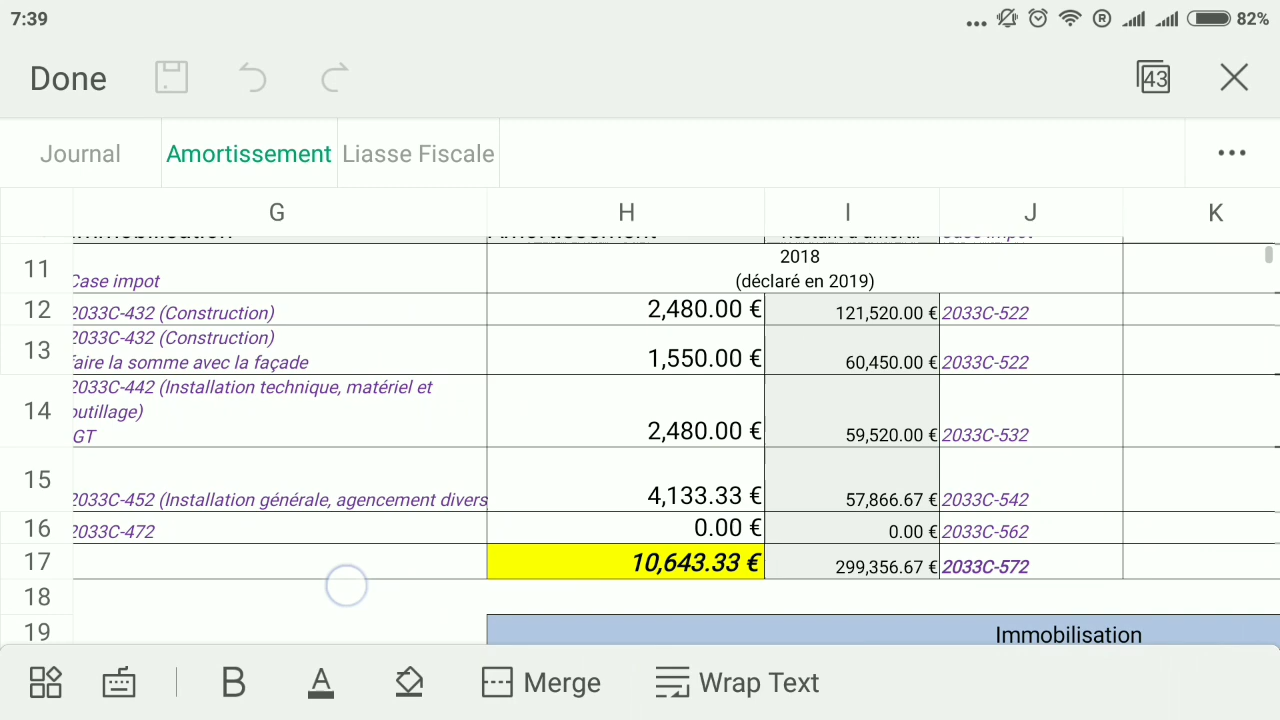 7:39
82%
Done
43
Journal
Amortissement
Liasse Fiscale
G
H
I
J
K
11
Case impot
2018
(déclaré en 2019)
12
2033C-432 (Construction)
2,480.00 €
121,520.00 €
2033C-522
13
2033C-432 (Construction)
faire la somme avec la façade
1,550.00 €
60,450.00 €
2033C-522
14
2033C-442 (Installation technique, matériel et
outillage)
GT
2,480.00 €
59,520.00 €
2033C-532
15
2033C-452 (Installation générale, agencement divers
4,133.33 €
57,866.67 €
2033C-542
16
2033C-472
0.00 €
0.00 €
2033C-562
17
10,643.33 €
299,356.67 €
2033C-572
18
19
Immobilisation
B
A
Merge
Wrap Text